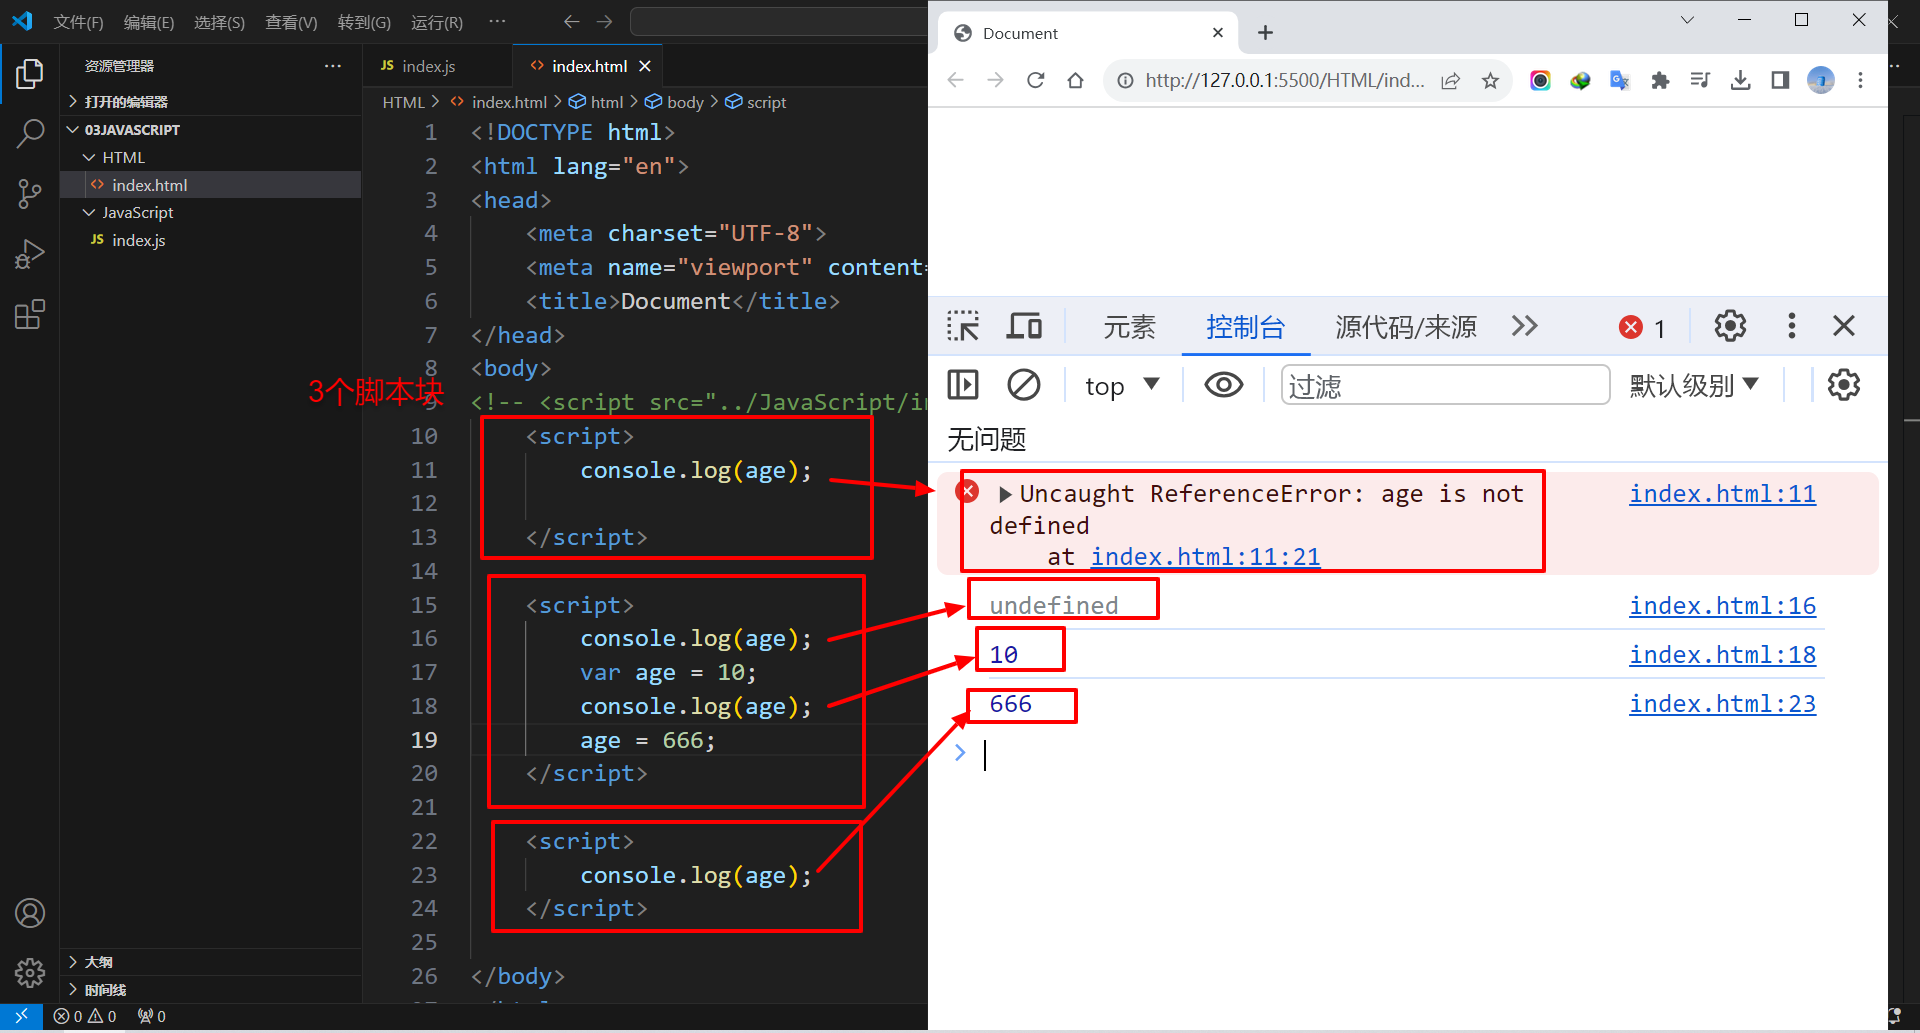 文件(F) 编辑(E) 选择(S) 查看(V) 转到(G) 运行(R) ···
资源管理器 ···
打开的编辑器
03JAVASCRIPT
HTML
index.html
JavaScript
JS index.js
大纲
时间线
0 0 0
JS index.js
index.html
HTML > index.html > html > body > script
1 <!DOCTYPE html>
2 <html lang="en">
3 <head>
4 <meta charset="UTF-8">
5 <meta name="viewport" content=
6 <title>Document</title>
7 </head>
8 <body>
3个脚本块
9 <!-- <script src="../JavaScript/i
10 <script>
11 console.log(age);
12
13 </script>
14
15 <script>
16 console.log(age);
17 var age = 10;
18 console.log(age);
19 age = 666;
20 </script>
21
22 <script>
23 console.log(age);
24 </script>
25
26 </body>
Document
http://127.0.0.1:5500/HTML/ind...
元素 控制台 源代码/来源 1
top 过滤 默认级别
无问题
Uncaught ReferenceError: age is not index.html:11
defined
at index.html:11:21
undefined index.html:16
10 index.html:18
666 index.html:23